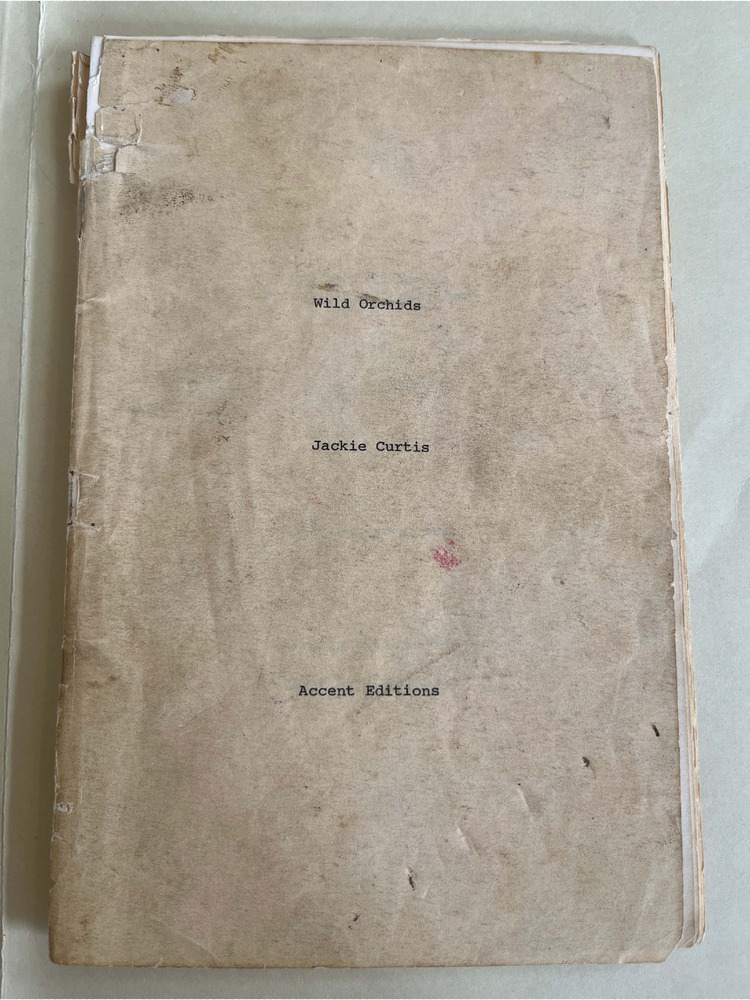 Wild Orchids
Jackie Curtis
Accent Editions